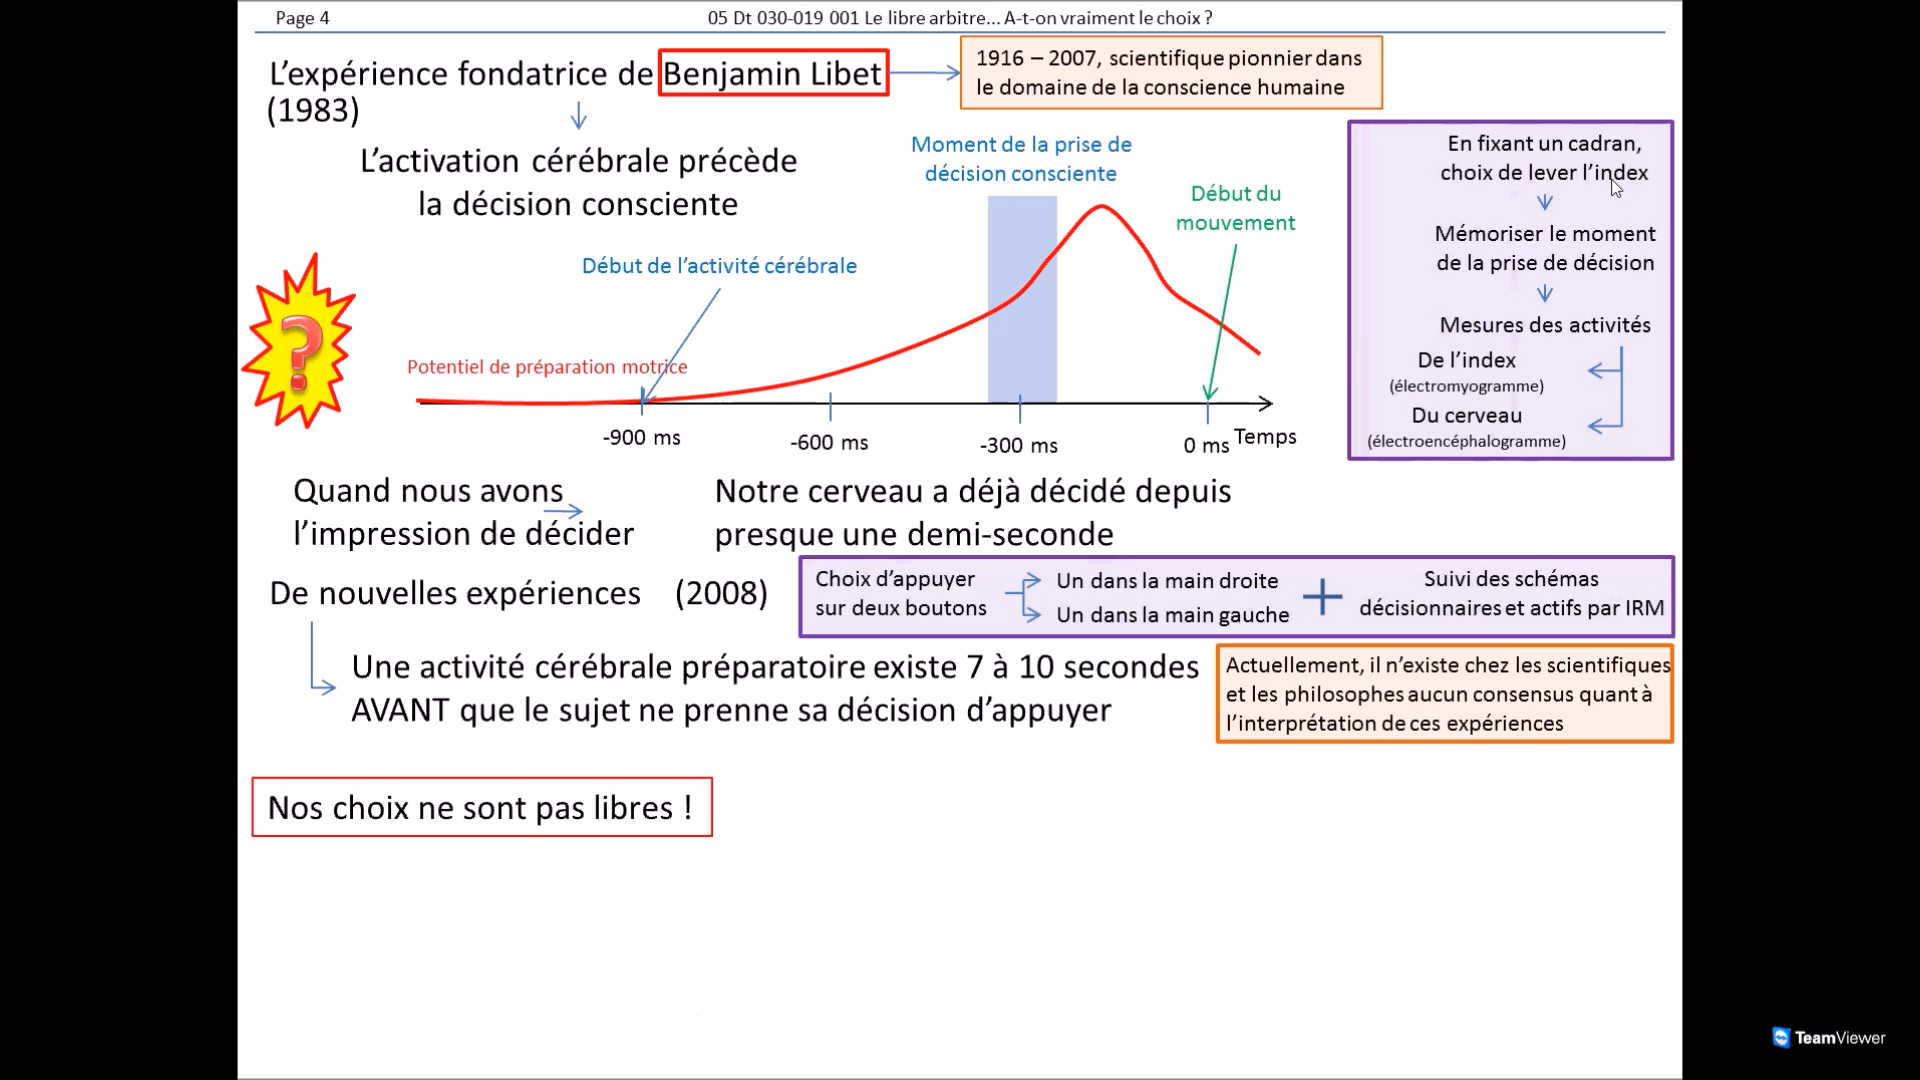 Page 4
05 Dt 030-019 001 Le libre arbitre... A-t-on vraiment le choix ?
L’expérience fondatrice de Benjamin Libet
(1983)
1916 – 2007, scientifique pionnier dans
le domaine de la conscience humaine
L’activation cérébrale précède
la décision consciente
Moment de la prise de
décision consciente
Début du
mouvement
Début de l’activité cérébrale
?
Potentiel de préparation motrice
-900 ms
-600 ms
-300 ms
0 ms
Temps
En fixant un cadran,
choix de lever l’index
Mémoriser le moment
de la prise de décision
Mesures des activités
De l’index
(électromyogramme)
Du cerveau
(électroencéphalogramme)
Quand nous avons
l’impression de décider
Notre cerveau a déjà décidé depuis
presque une demi-seconde
De nouvelles expériences (2008)
Choix d’appuyer
sur deux boutons
Un dans la main droite
Un dans la main gauche
+
Suivi des schémas
décisionnaires et actifs par IRM
Une activité cérébrale préparatoire existe 7 à 10 secondes
AVANT que le sujet ne prenne sa décision d’appuyer
Actuellement, il n’existe chez les scientifiques
et les philosophes aucun consensus quant à
l’interprétation de ces expériences
Nos choix ne sont pas libres !
TeamViewer